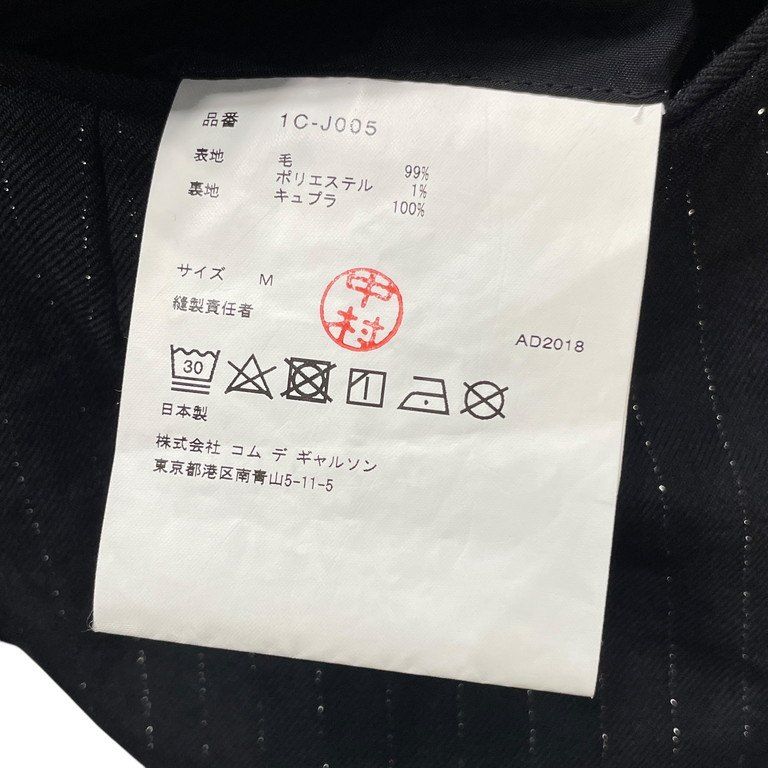 品番 1C-J005
表地 毛 99%
ポリエステル 1%
裏地 キュプラ 100%
サイズ M
縫製責任者 中村
AD2018
30
日本製
株式会社 コム デ ギャルソン
東京都港区南青山5-11-5